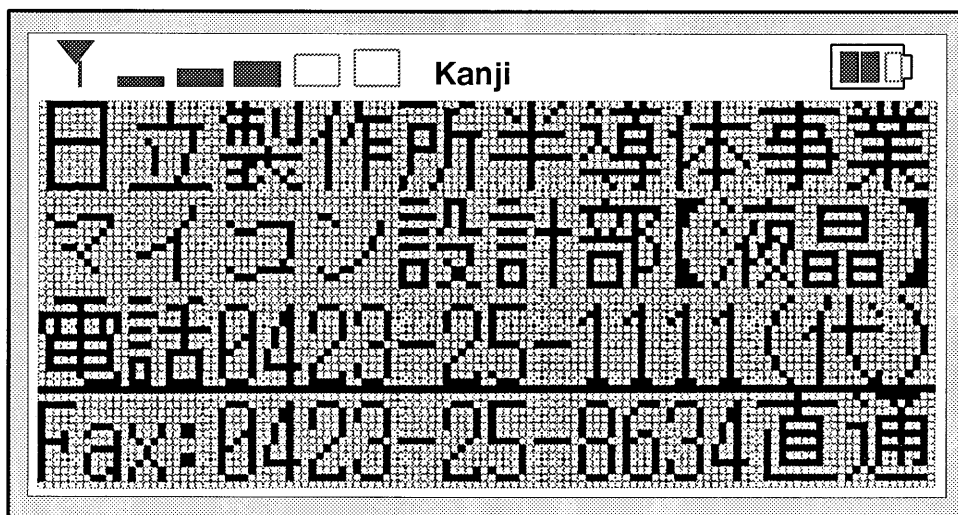 Kanji
日立製作所半導体事業
マイコン設計部【液晶】
電話0423-25-1111(代)
Fax:0423-25-8634直通